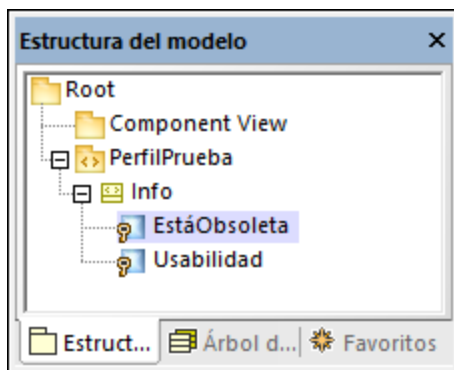 Estructura del modelo
Root
Component View
PerfilPrueba
Info
EstáObsoleta
Usabilidad
Estruct... Árbol d... Favoritos